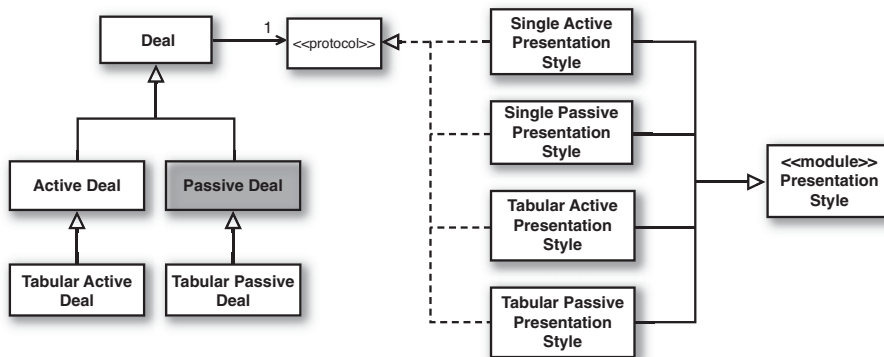 Deal
1
<<protocol>>
Active Deal
Passive Deal
Tabular Active
Deal
Tabular Passive
Deal
Single Active
Presentation
Style
Single Passive
Presentation
Style
Tabular Active
Presentation
Style
Tabular Passive
Presentation
Style
<<module>>
Presentation
Style